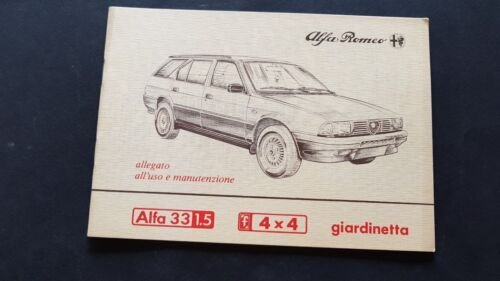 Alfa Romeo
allegato
all'uso e manutenzione
Alfa 33 1.5 4x4 giardinetta